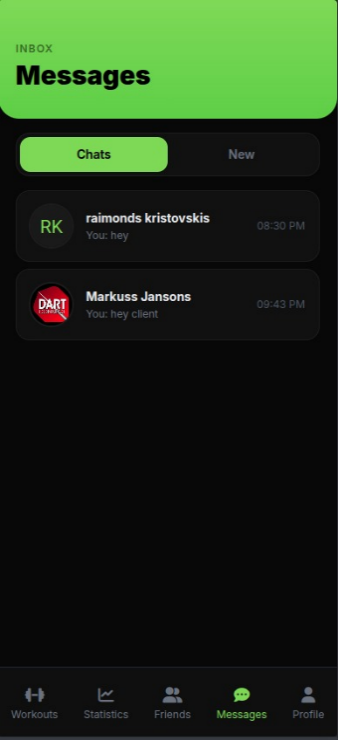 INBOX
Messages
Chats
New
RK
raimonds kristovskis
08:30 PM
You: hey
DART
Markuss Jansons
09:43 PM
You: hey client
Workouts
Statistics
Friends
Messages
Profile